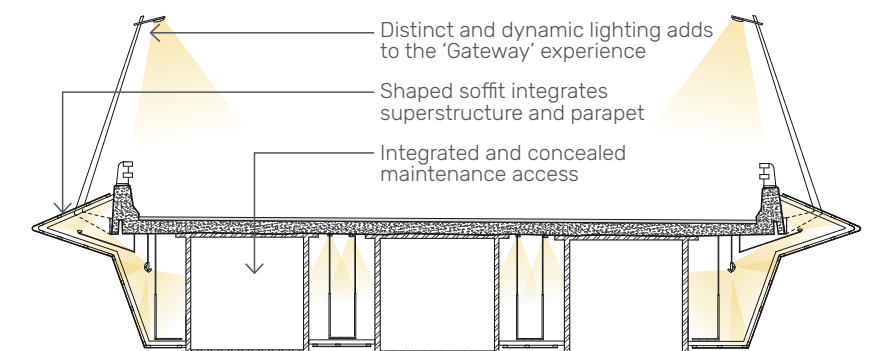 Distinct and dynamic lighting adds
to the ‘Gateway’ experience
Shaped soffit integrates
superstructure and parapet
Integrated and concealed
maintenance access